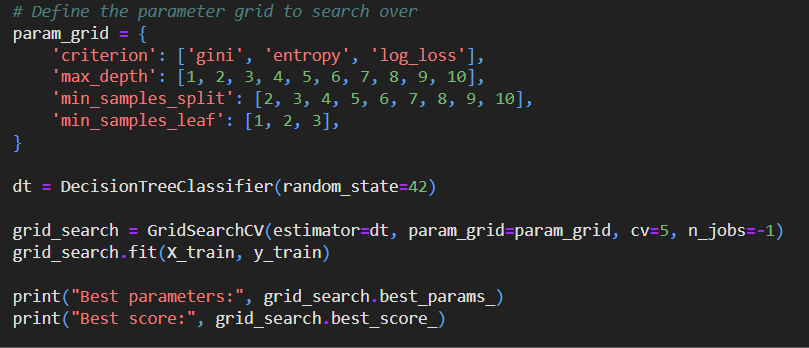 # Define the parameter grid to search over
param_grid = {
    'criterion': ['gini', 'entropy', 'log_loss'],
    'max_depth': [1, 2, 3, 4, 5, 6, 7, 8, 9, 10],
    'min_samples_split': [2, 3, 4, 5, 6, 7, 8, 9, 10],
    'min_samples_leaf': [1, 2, 3],
}
dt = DecisionTreeClassifier(random_state=42)
grid_search = GridSearchCV(estimator=dt, param_grid=param_grid, cv=5, n_jobs=-1)
grid_search.fit(X_train, y_train)
print("Best parameters:", grid_search.best_params_)
print("Best score:", grid_search.best_score_)